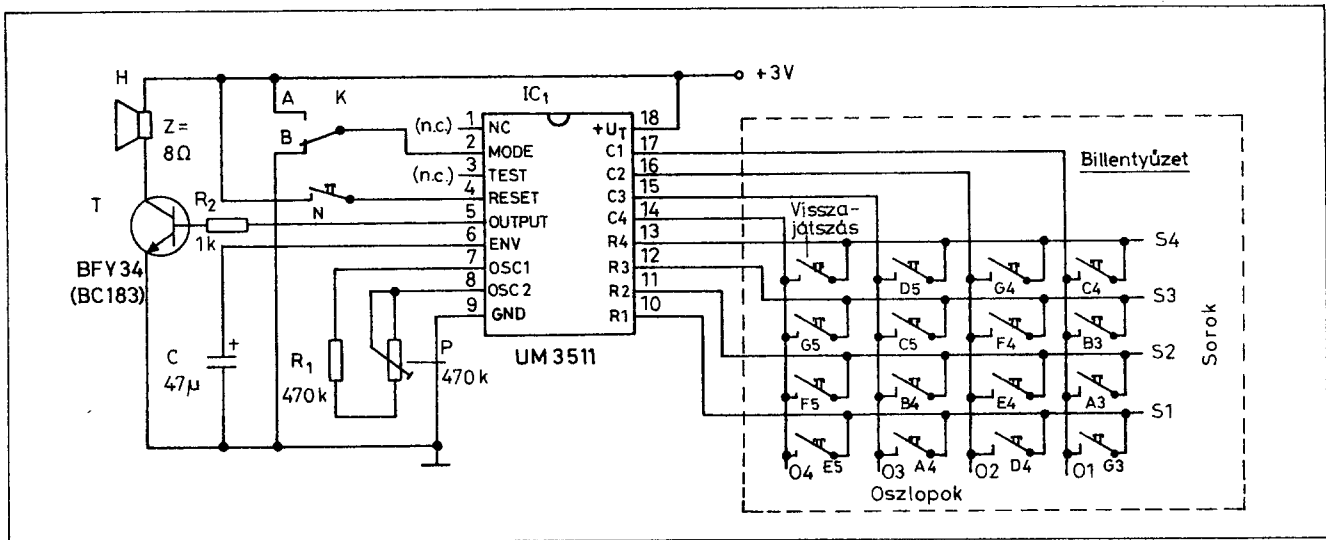 H
Z=
8Ω
T
BFY34
(BC183)
R2
1k
C
47µ
+
A
K
B
N
R1
470k
P
470k
IC1
+3V
(n.c.)
1
NC
2
MODE
(n.c.)
3
TEST
4
RESET
5
OUTPUT
6
ENV
7
OSC1
8
OSC2
9
GND
+UT
18
C1
17
C2
16
C3
15
C4
14
R4
13
R3
12
R2
11
R1
10
UM 3511
Billentyűzet
Vissza-
játszás
D5
G4
C4
S4
G5
C5
F4
B3
S3
F5
B4
E4
A3
S2
E5
A4
D4
G3
S1
O4
O3
O2
O1
Oszlopok
Sorok